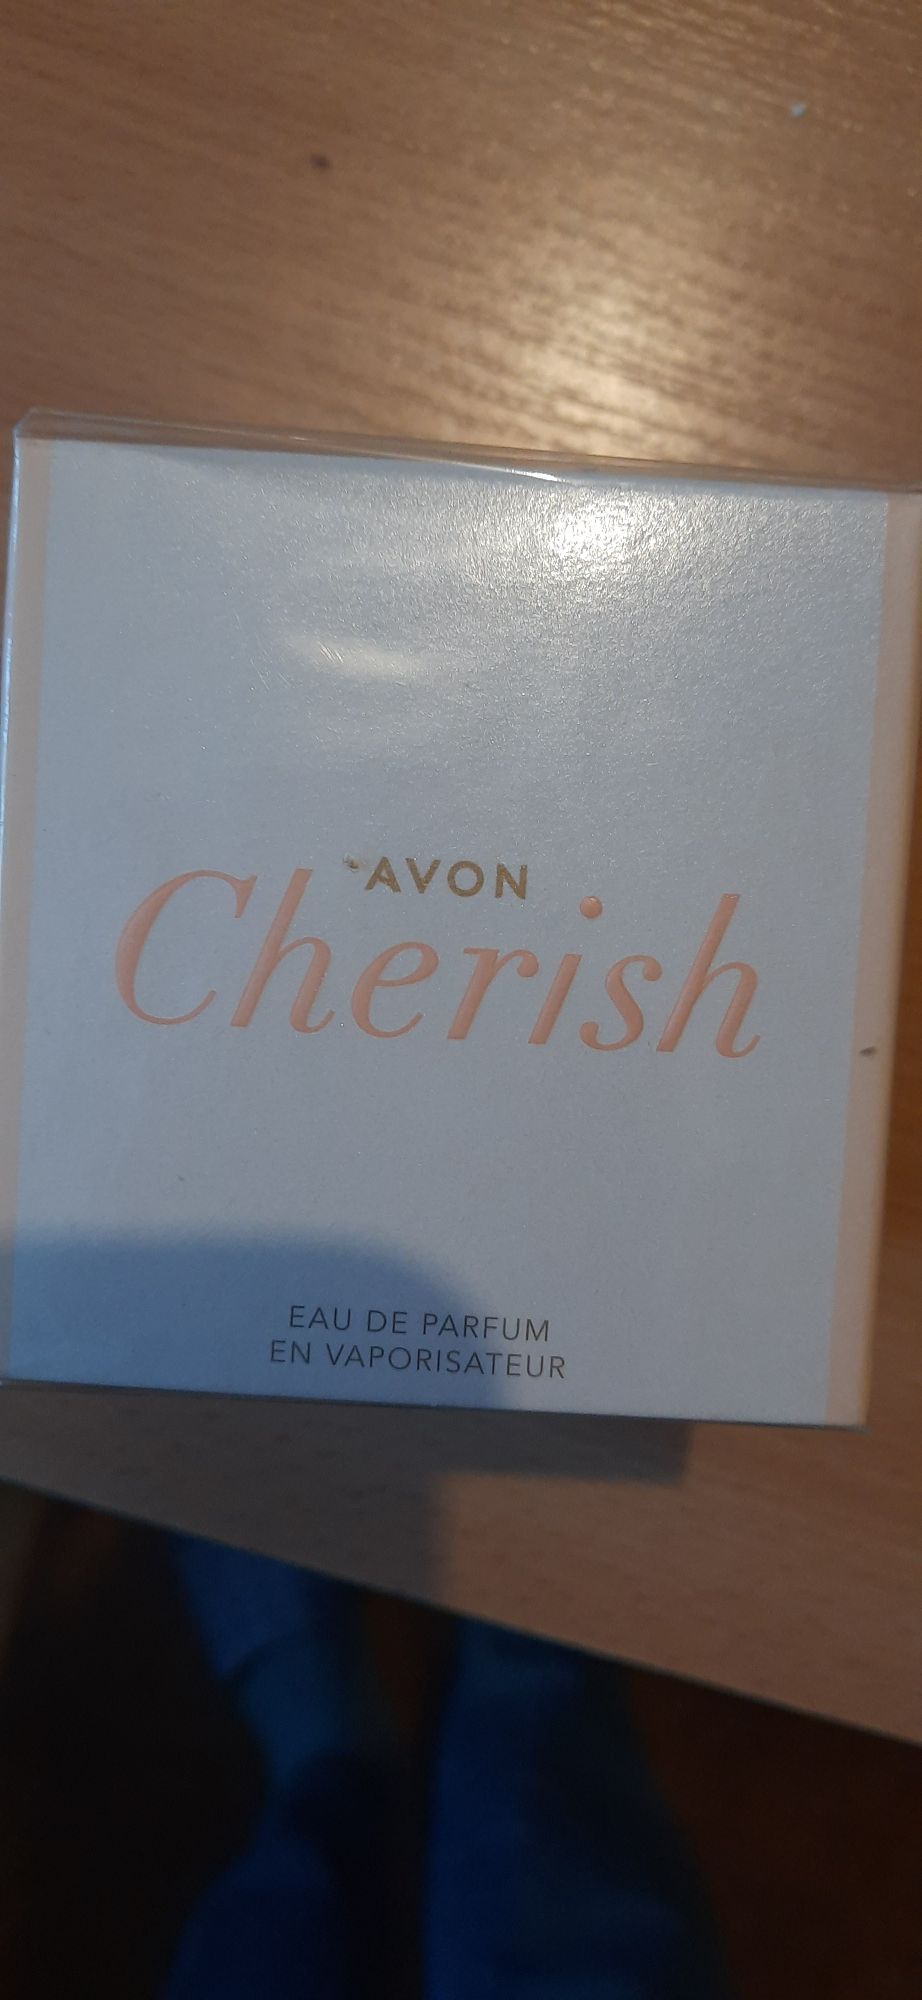 AVON
Cherish
EAU DE PARFUM
EN VAPORISATEUR